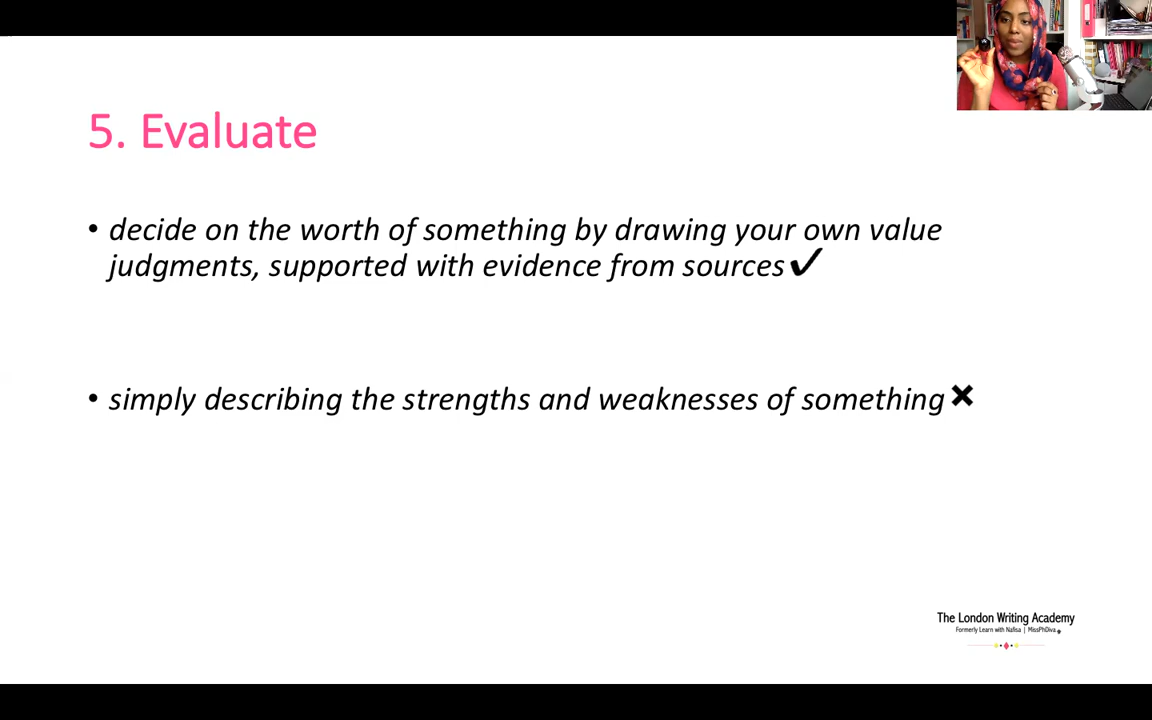 5. Evaluate
• decide on the worth of something by drawing your own value
judgments, supported with evidence from sources ✓
• simply describing the strengths and weaknesses of something ✖
The London Writing Academy
Formerly Learn with Nafisa | MissPhDiva